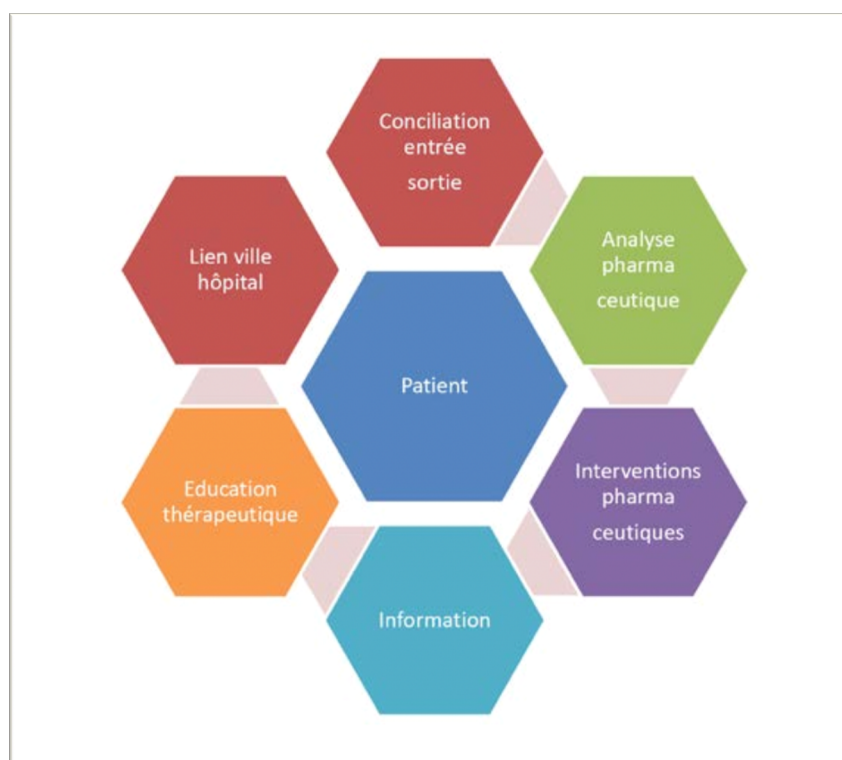 Conciliation
entrée
sortie
Analyse
pharma
ceutique
Interventions
pharma
ceutiques
Information
Education
thérapeutique
Lien ville
hôpital
Patient